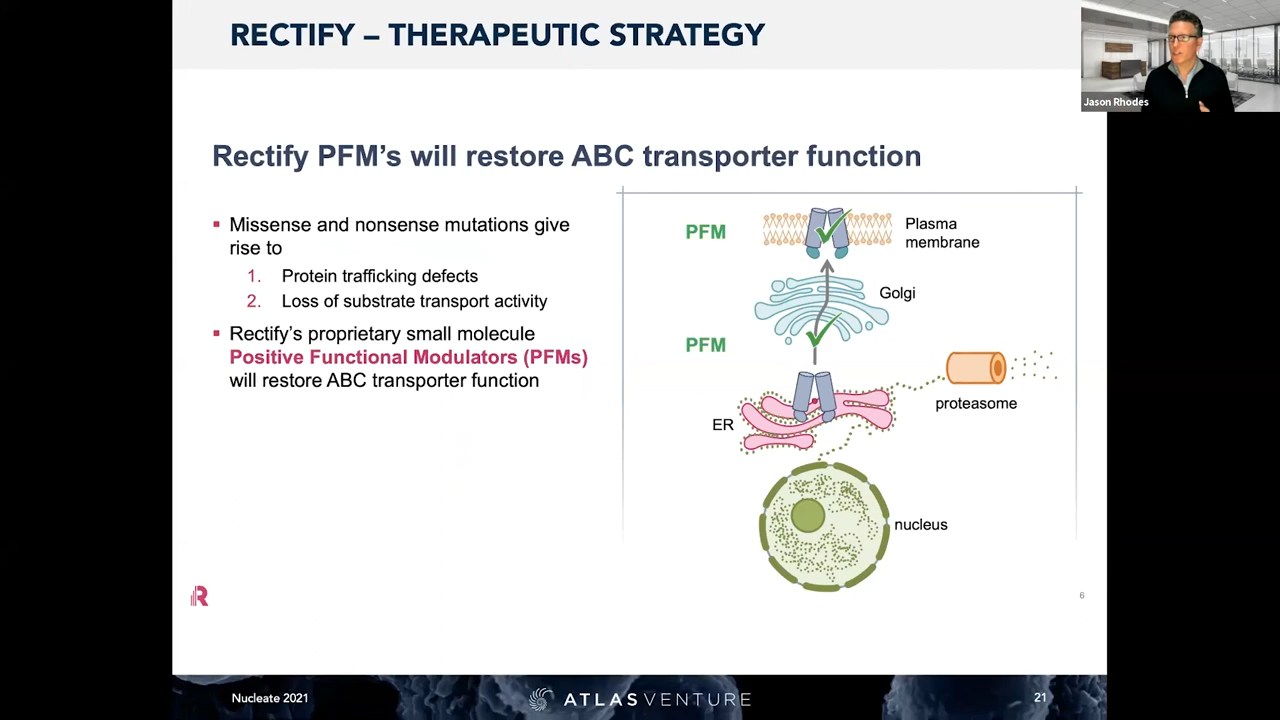 RECTIFY – THERAPEUTIC STRATEGY
Jason Rhodes
Rectify PFM's will restore ABC transporter function
▪ Missense and nonsense mutations give
rise to
1. Protein trafficking defects
2. Loss of substrate transport activity
▪ Rectify's proprietary small molecule
Positive Functional Modulators (PFMs)
will restore ABC transporter function
PFM
Plasma
membrane
Golgi
PFM
proteasome
ER
nucleus
R
6
Nucleate 2021
ATLAS VENTURE
21